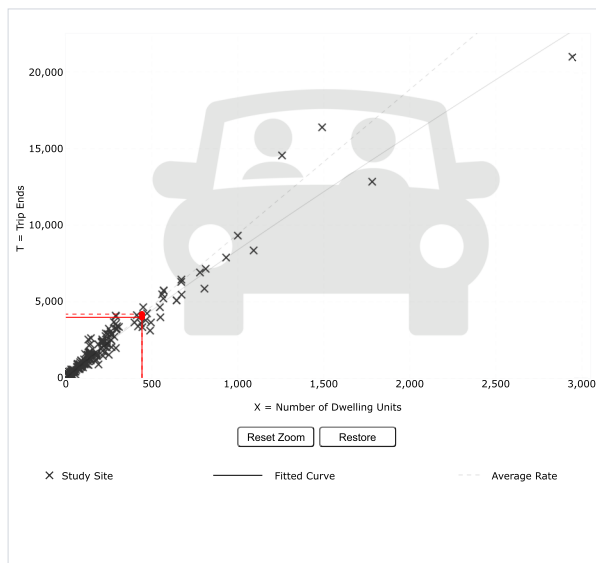 20,000
15,000
10,000
5,000
0
T = Trip Ends
0 500 1,000 1,500 2,000 2,500 3,000
X = Number of Dwelling Units
Reset Zoom Restore
Study Site Fitted Curve Average Rate